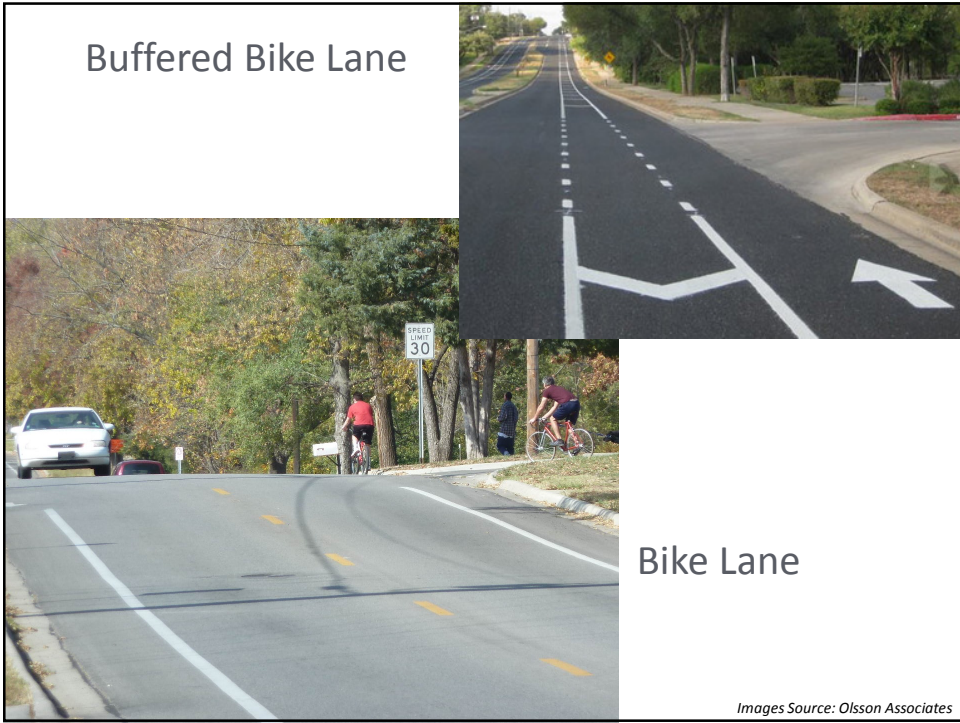 Buffered Bike Lane
SPEED
LIMIT
30
Bike Lane
Images Source: Olsson Associates